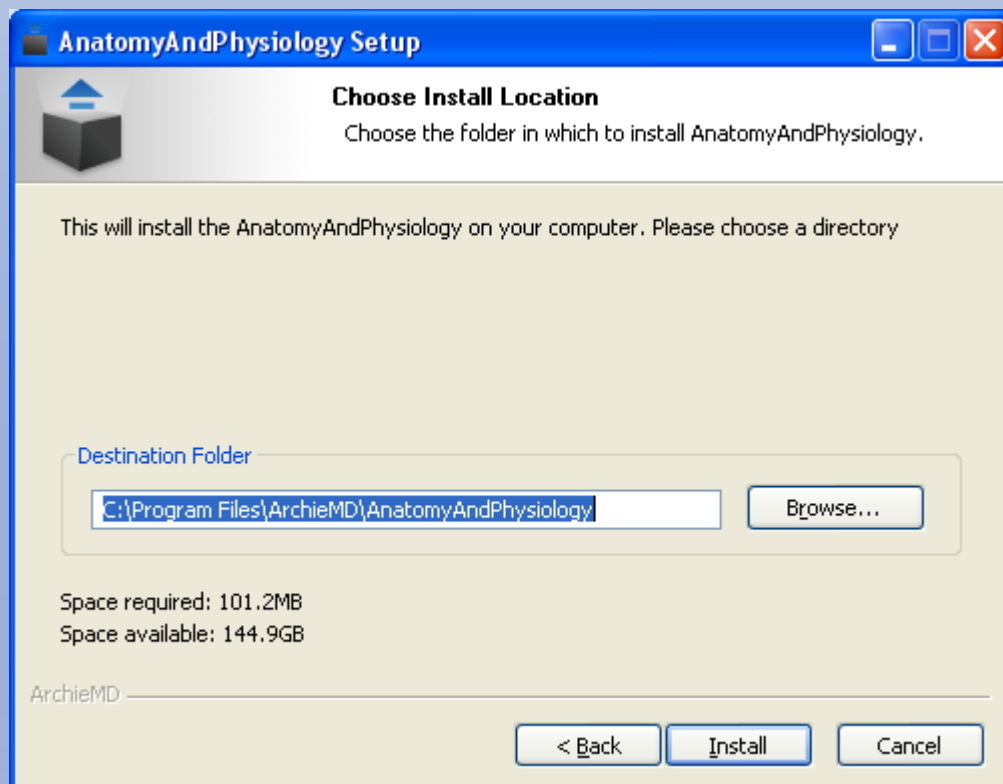 AnatomyAndPhysiology Setup
Choose Install Location
Choose the folder in which to install AnatomyAndPhysiology.
This will install the AnatomyAndPhysiology on your computer. Please choose a directory
Destination Folder
C:\Program Files\ArchieMD\AnatomyAndPhysiology
Browse...
Space required: 101.2MB
Space available: 144.9GB
ArchieMD
< Back
Install
Cancel